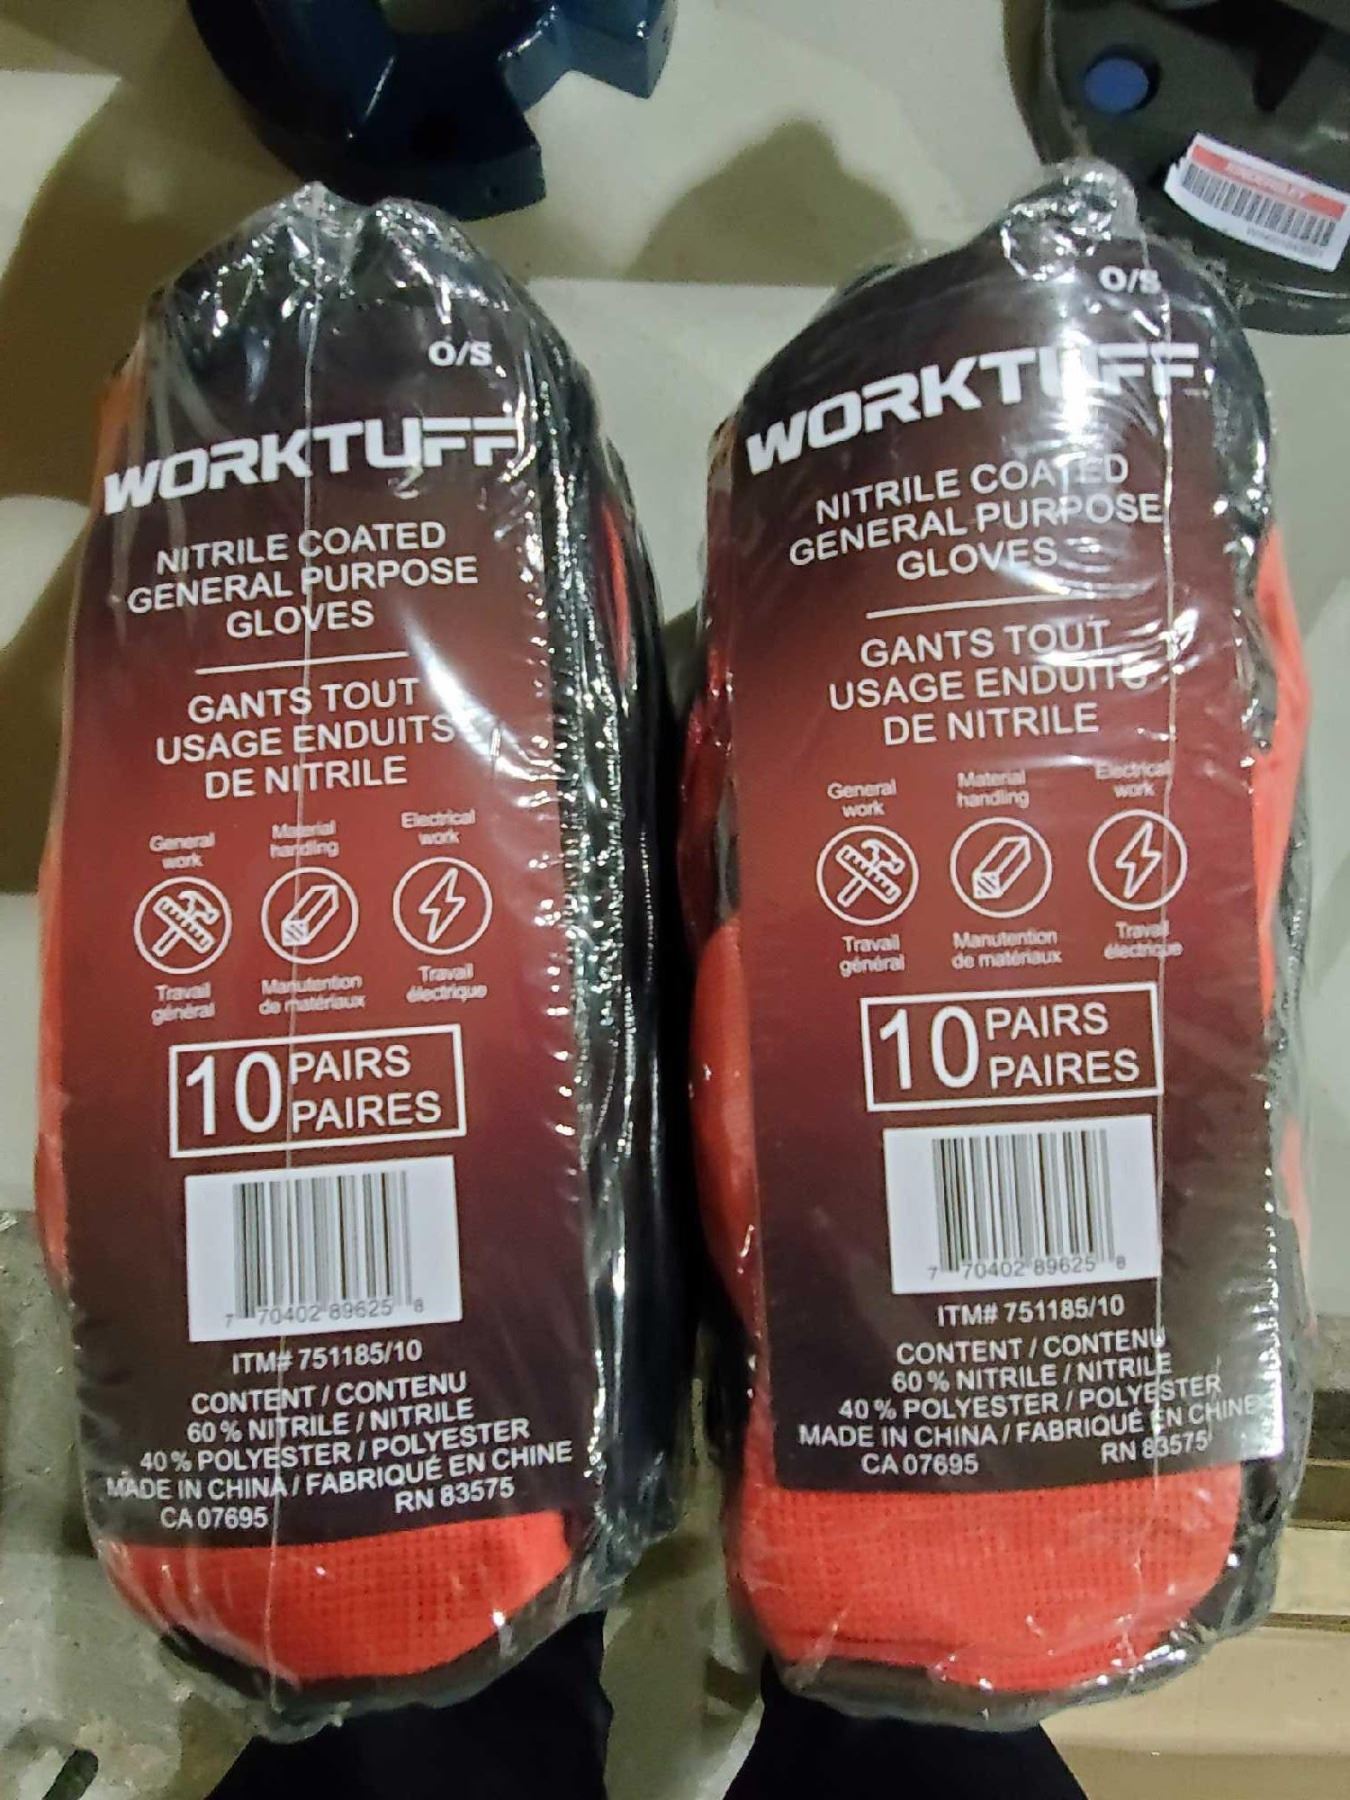 O/S
WORKTUFF
NITRILE COATED
GENERAL PURPOSE
GLOVES
GANTS TOUT
USAGE ENDUITS
DE NITRILE
General
work
Material
handling
Electrical
work
Travail
général
Manutention
de matériaux
Travail
électrique
10 PAIRS
PAIRES
7 70402 89625 8
ITM# 751185/10
CONTENT / CONTENU
60 % NITRILE / NITRILE
40 % POLYESTER / POLYESTER
MADE IN CHINA / FABRIQUÉ EN CHINE
CA 07695 RN 83575
O/S
WORKTUFF
NITRILE COATED
GENERAL PURPOSE
GLOVES
GANTS TOUT
USAGE ENDUITS
DE NITRILE
General
work
Material
handling
Electrical
work
Travail
général
Manutention
de matériaux
Travail
électrique
10 PAIRS
PAIRES
7 70402 89625 8
ITM# 751185/10
CONTENT / CONTENU
60 % NITRILE / NITRILE
40 % POLYESTER / POLYESTER
MADE IN CHINA / FABRIQUÉ EN CHINE
CA 07695 RN 83575